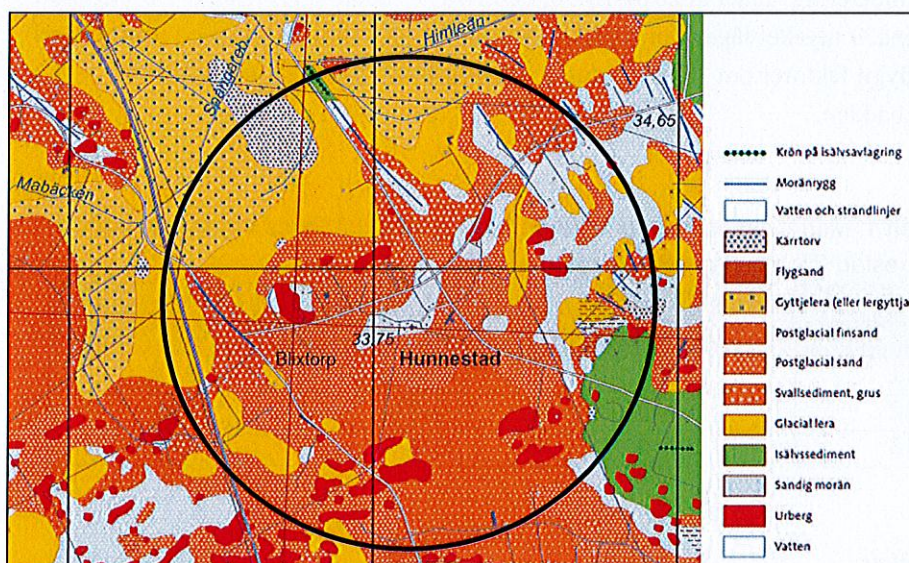 Himleån
Mabäcken
34,65
33,75
Blixtorp
Hunnestad
Krön på isälvsavlagring
Moränrygg
Vatten och strandlinjer
Kärrtorv
Flygsand
Gyttjelera (eller lergyttja
Postglacial finsand
Postglacial sand
Svallsediment, grus
Glacial lera
Isälvssediment
Sandig morän
Urberg
Vatten